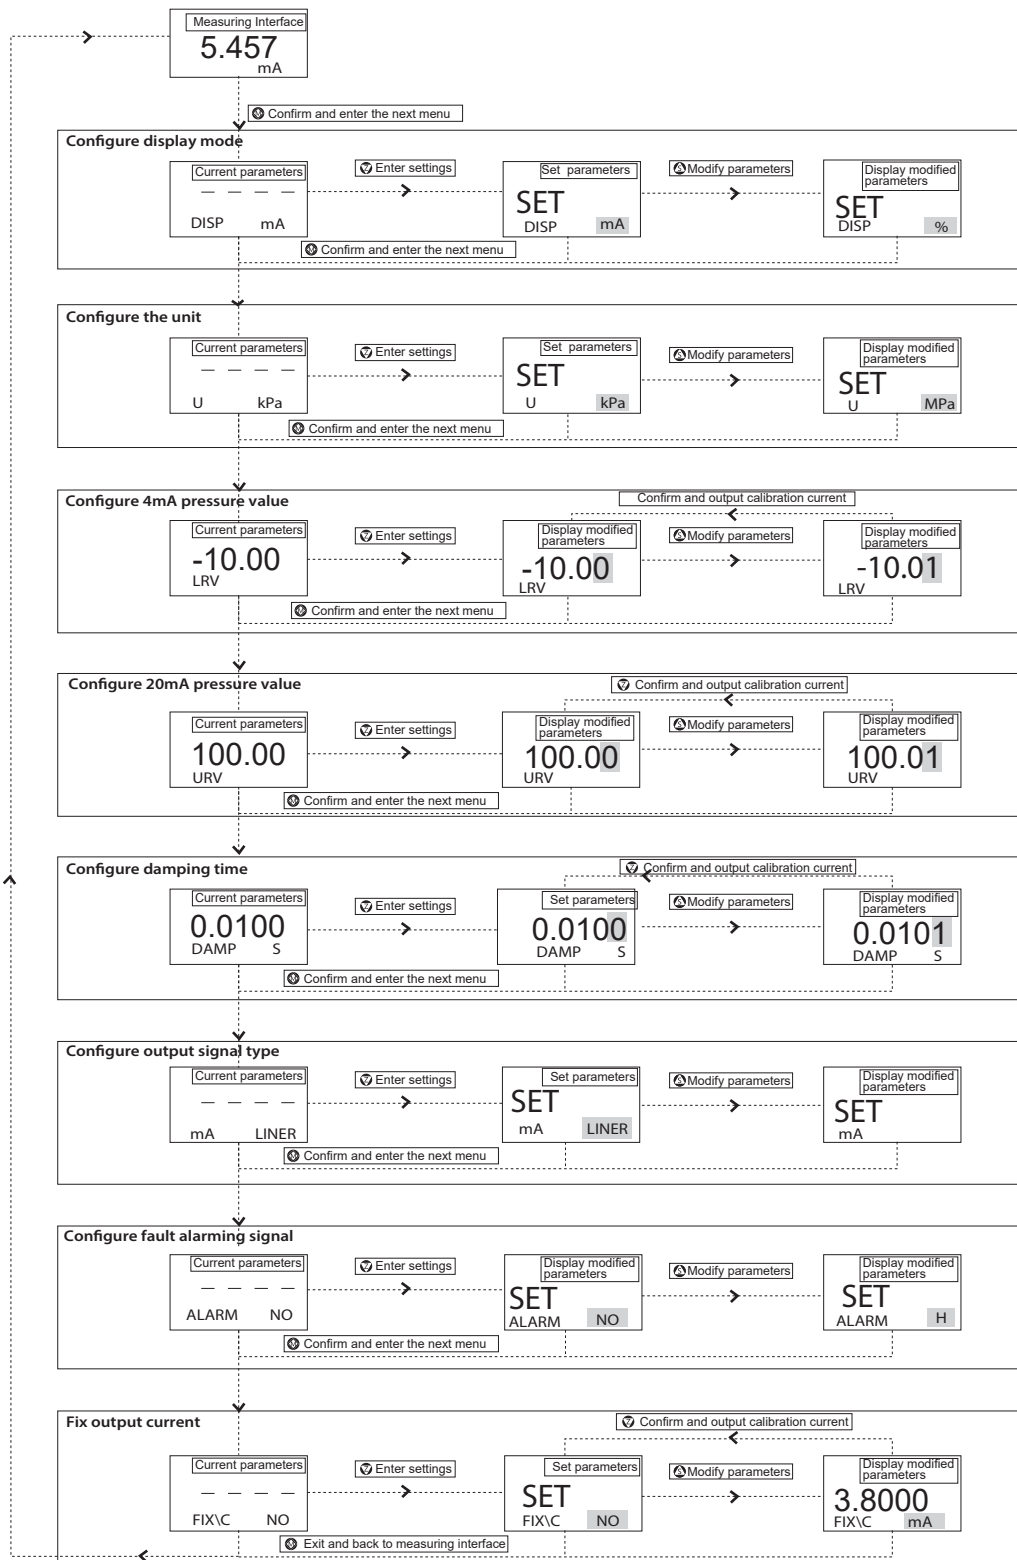 Measuring Interface
5.457
mA
Confirm and enter the next menu
Configure display mode
Current parameters
— — — —
DISP mA
Enter settings
Set parameters
SET
DISP mA
Modify parameters
Display modified
parameters
SET
DISP %
Confirm and enter the next menu
Configure the unit
Current parameters
— — — —
U kPa
Enter settings
Set parameters
SET
U kPa
Modify parameters
Display modified
parameters
SET
U MPa
Confirm and enter the next menu
Configure 4mA pressure value
Confirm and output calibration current
Current parameters
-10.00
LRV
Enter settings
Display modified
parameters
-10.00
LRV
Modify parameters
Display modified
parameters
-10.01
LRV
Confirm and enter the next menu
Configure 20mA pressure value
Confirm and output calibration current
Current parameters
100.00
URV
Enter settings
Display modified
parameters
100.00
URV
Modify parameters
Display modified
parameters
100.01
URV
Confirm and enter the next menu
Configure damping time
Confirm and output calibration current
Current parameters
0.0100
DAMP S
Enter settings
Set parameters
0.0100
DAMP S
Modify parameters
Display modified
parameters
0.0101
DAMP S
Confirm and enter the next menu
Configure output signal type
Current parameters
— — — —
mA LINER
Enter settings
Set parameters
SET
mA LINER
Modify parameters
Display modified
parameters
SET
mA
Confirm and enter the next menu
Configure fault alarming signal
Current parameters
— — — —
ALARM NO
Enter settings
Display modified
parameters
SET
ALARM NO
Modify parameters
Display modified
parameters
SET
ALARM H
Confirm and enter the next menu
Fix output current
Confirm and output calibration current
Current parameters
— — — —
FIX\C NO
Enter settings
Set parameters
SET
FIX\C NO
Modify parameters
Display modified
parameters
3.8000
FIX\C mA
Exit and back to measuring interface